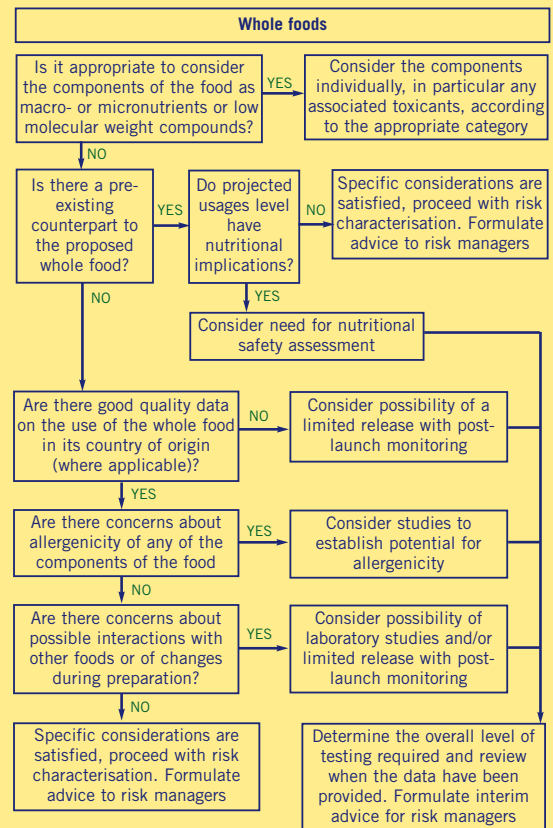 Whole foods
Is it appropriate to consider
the components of the food as
macro- or micronutrients or low
molecular weight compounds?
YES
Consider the components
individually, in particular any
associated toxicants, according
to the appropriate category
NO
Is there a pre-
existing
counterpart to
the proposed
whole food?
YES
Do projected
usages level
have
nutritional
implications?
NO
Specific considerations are
satisfied, proceed with risk
characterisation. Formulate
advice to risk managers
YES
Consider need for nutritional
safety assessment
NO
Are there good quality data
on the use of the whole food
in its country of origin
(where applicable)?
NO
Consider possibility of a
limited release with post-
launch monitoring
YES
Are there concerns about
allergenicity of any of the
components of the food
YES
Consider studies to
establish potential for
allergenicity
NO
Are there concerns about
possible interactions with
other foods or of changes
during preparation?
YES
Consider possibility of
laboratory studies and/or
limited release with post-
launch monitoring
NO
Specific considerations are
satisfied, proceed with risk
characterisation. Formulate
advice to risk managers
Determine the overall level of
testing required and review
when the data have been
provided. Formulate interim
advice for risk managers